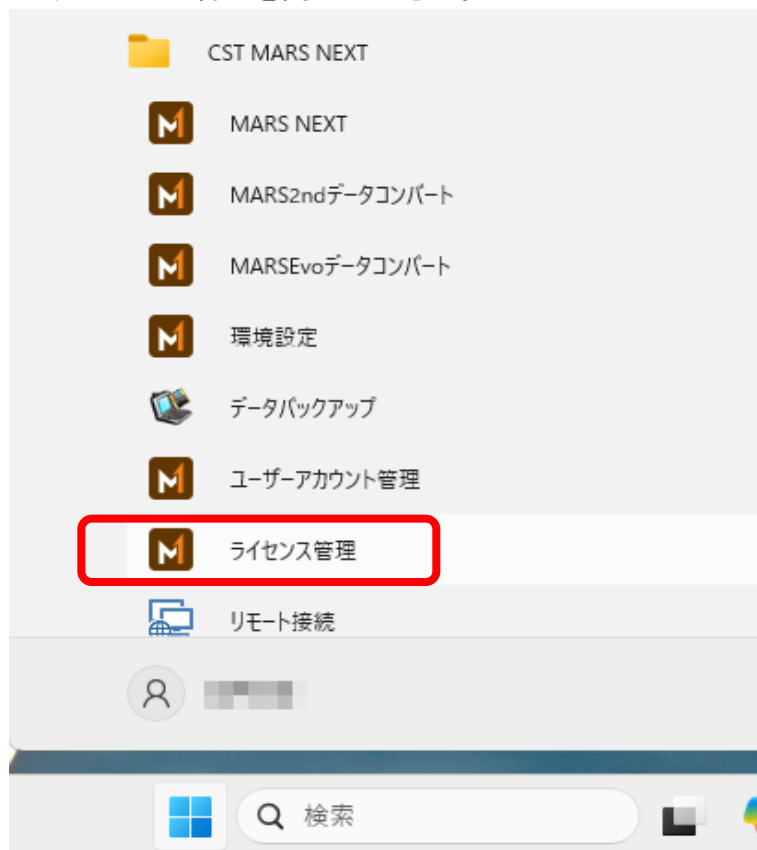 CST MARS NEXT
MARS NEXT
MARS2ndデータコンバート
MARSEvoデータコンバート
環境設定
データバックアップ
ユーザーアカウント管理
ライセンス管理
リモート接続
検索